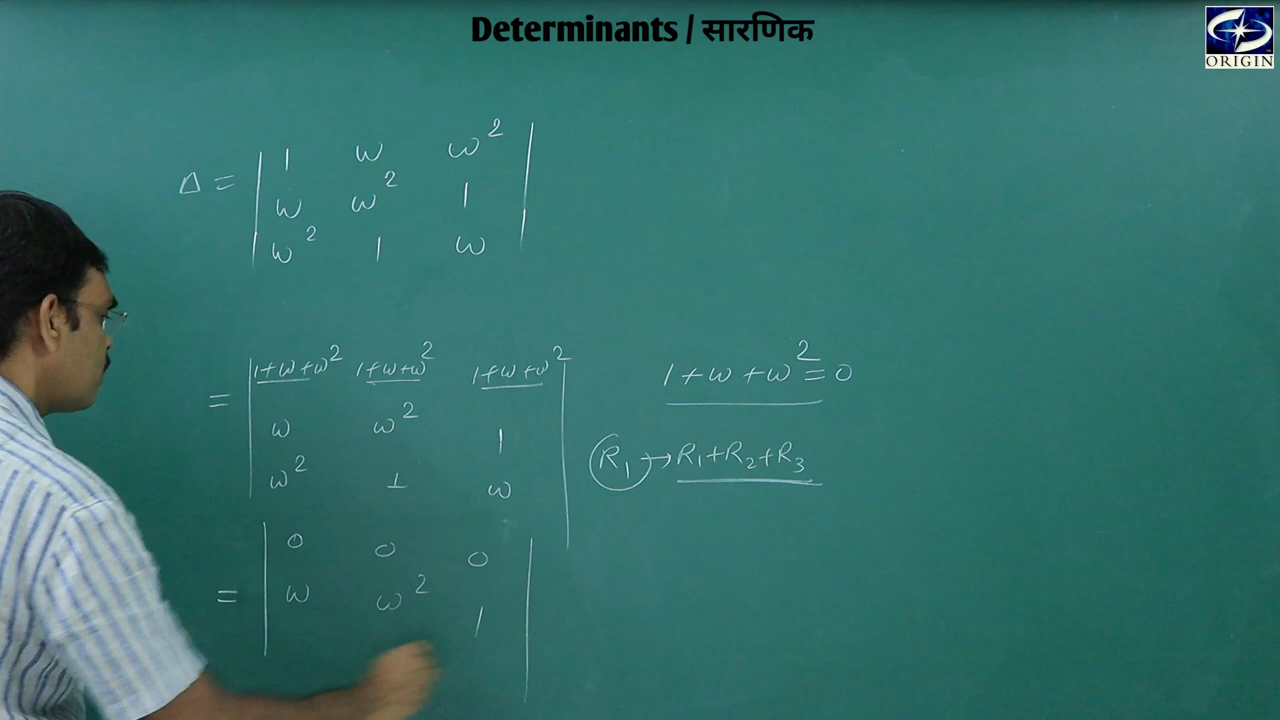 Determinants / सारणिक
ORIGIN
Δ = | 1 ω ω² |
| ω ω² 1 |
| ω² 1 ω |
= | 1+ω+ω² 1+ω+ω² 1+ω+ω² | 1+ω+ω² = 0
| ω ω² 1 | R₁ → R₁+R₂+R₃
| ω² 1 ω |
= | 0 0 0 |
| ω ω² 1 |